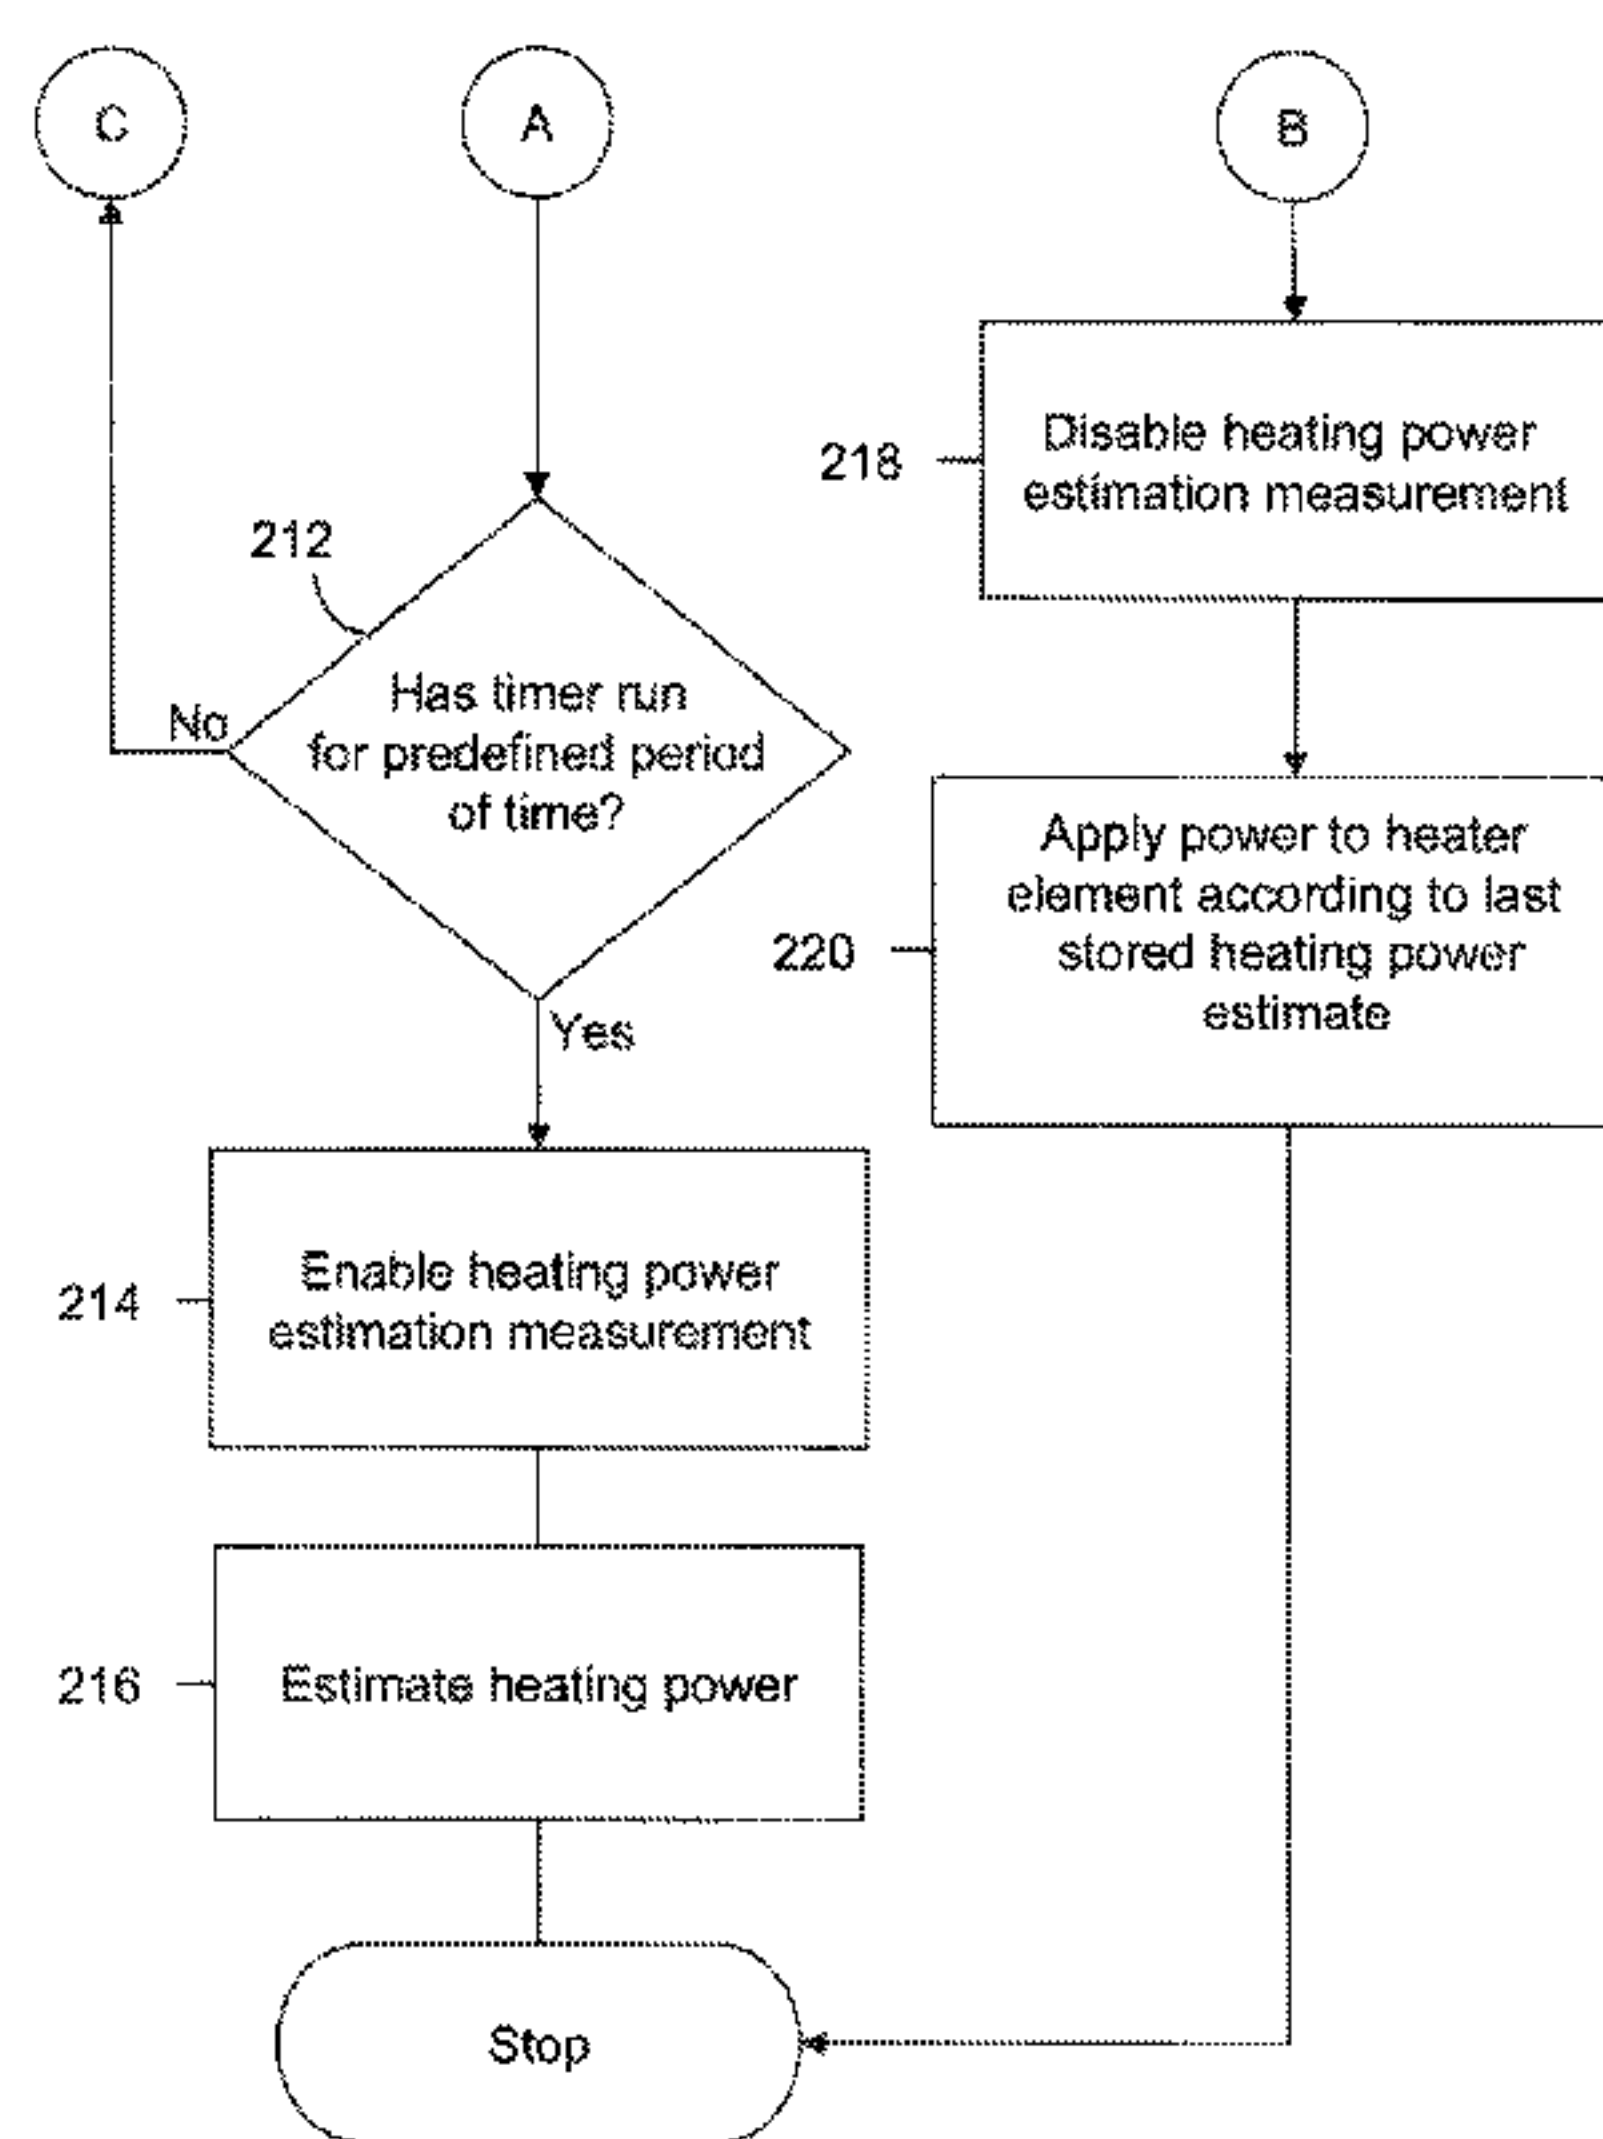 C
A
B
212
Has timer run
for predefined period
of time?
No
Yes
218
Disable heating power
estimation measurement
220
Apply power to heater
element according to last
stored heating power
estimate
214
Enable heating power
estimation measurement
216
Estimate heating power
Stop